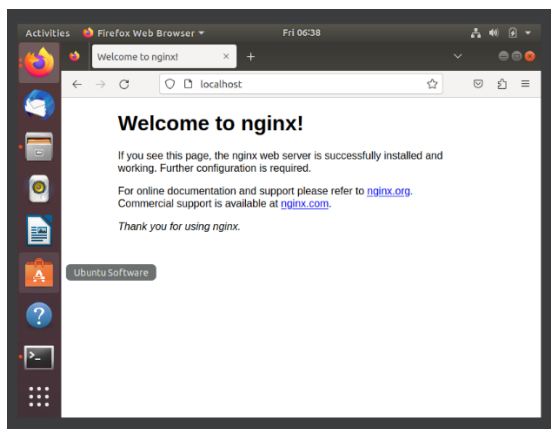 Activities Firefox Web Browser Fri 06:38
Welcome to nginx!
localhost
Welcome to nginx!
If you see this page, the nginx web server is successfully installed and
working. Further configuration is required.
For online documentation and support please refer to nginx.org.
Commercial support is available at nginx.com.
Thank you for using nginx.
Ubuntu Software